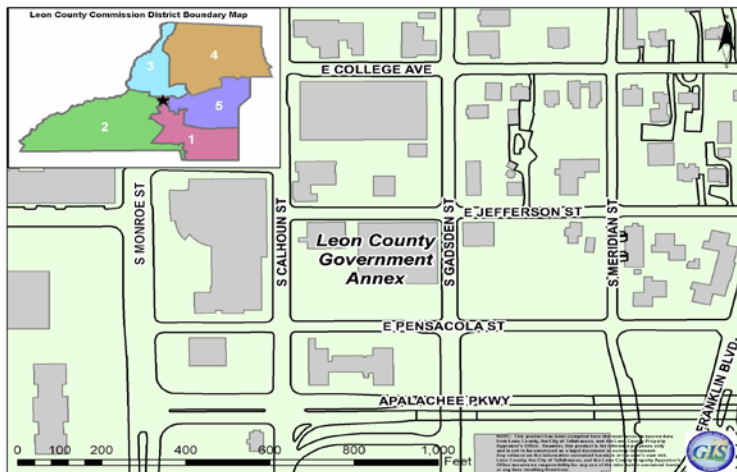 Leon County Commission District Boundary Map
3
4
5
2
1
E COLLEGE AVE
S MONROE ST
S CALHOUN ST
E JEFFERSON ST
S GADSDEN ST
S MERIDIAN ST
Leon County
Government
Annex
E PENSACOLA ST
APALACHEE PKWY
FRANKLIN BLVD
0
200
400
600
800
1,000
Feet
GIS